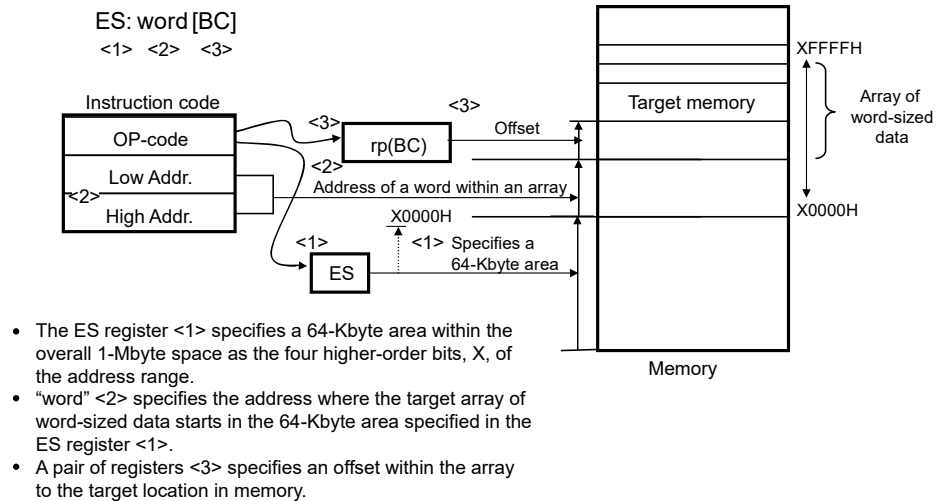 ES: word [BC]
<1> <2> <3>
XFFFFH
Array of
word-sized
data
Target memory
Instruction code
<3>
<3>
OP-code
rp(BC)
Offset
<2>
Low Addr.
Address of a word within an array
<2>
High Addr.
X0000H
X0000H
<1>
<1> Specifies a
64-Kbyte area
ES
Memory
• The ES register <1> specifies a 64-Kbyte area within the
overall 1-Mbyte space as the four higher-order bits, X, of
the address range.
• “word” <2> specifies the address where the target array of
word-sized data starts in the 64-Kbyte area specified in the
ES register <1>.
• A pair of registers <3> specifies an offset within the array
to the target location in memory.